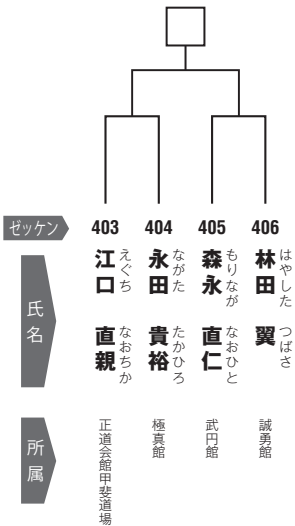 ゼッケン
403 404 405 406
氏名
江口 直親
えぐち なおちか
永田 貴裕
ながた たかひろ
森永 直仁
もりなが なおひと
林田 翼
はやした つばさ
所属
正道会館甲斐道場
極真館
武円館
誠勇館